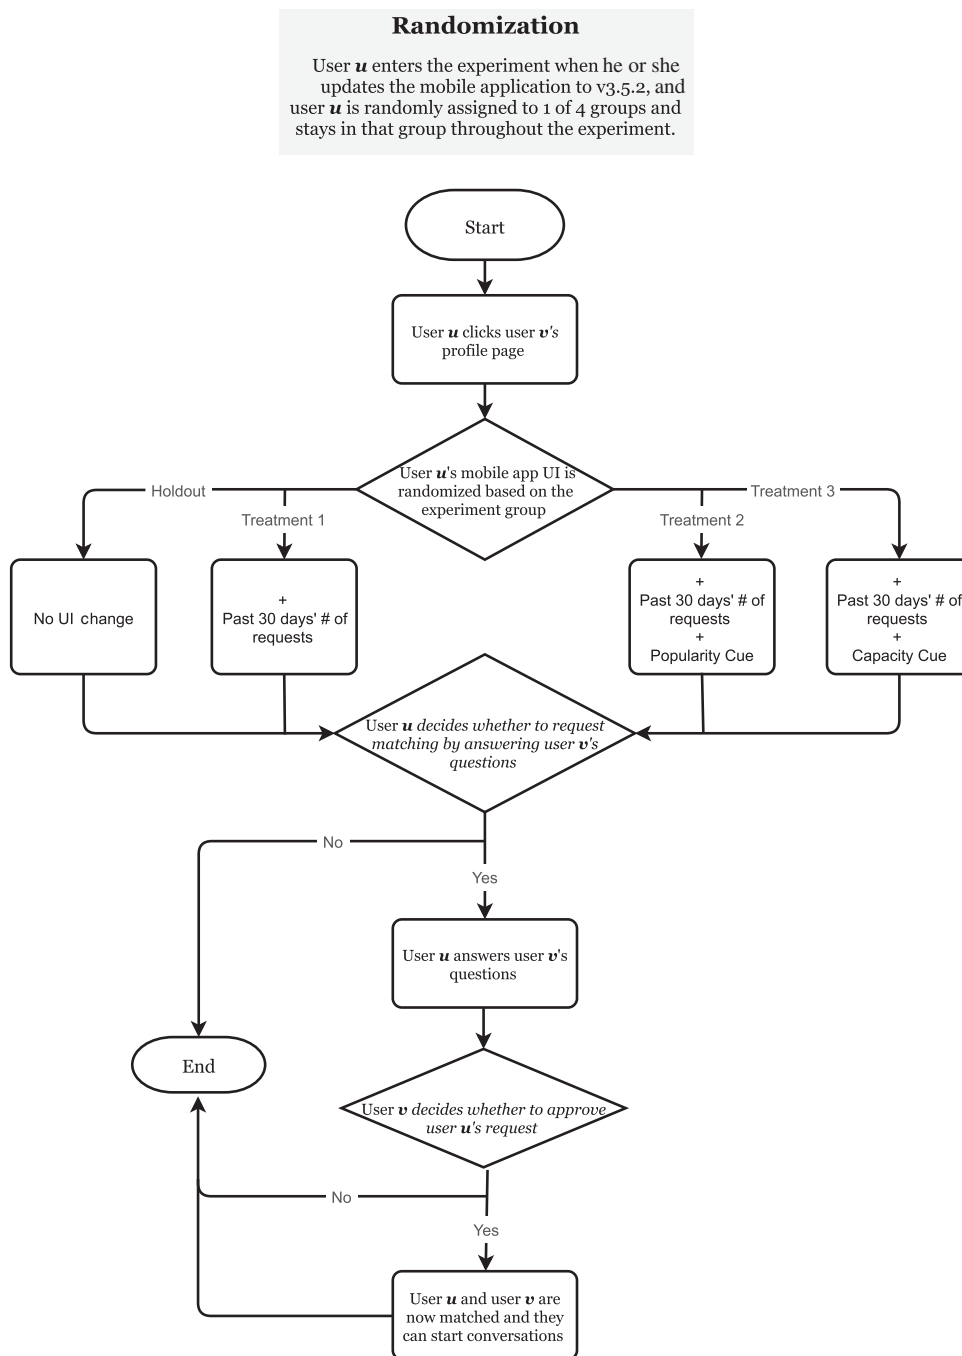 Randomization
User u enters the experiment when he or she
updates the mobile application to v3.5.2, and
user u is randomly assigned to 1 of 4 groups and
stays in that group throughout the experiment.
Start
User u clicks user v's
profile page
User u's mobile app UI is
randomized based on the
experiment group
Holdout
Treatment 1
Treatment 2
Treatment 3
No UI change
+
Past 30 days' # of
requests
+
Past 30 days' # of
requests
+
Popularity Cue
+
Past 30 days' # of
requests
+
Capacity Cue
User u decides whether to request
matching by answering user v's
questions
No
Yes
User u answers user v's
questions
End
User v decides whether to approve
user u's request
No
Yes
User u and user v are
now matched and they
can start conversations